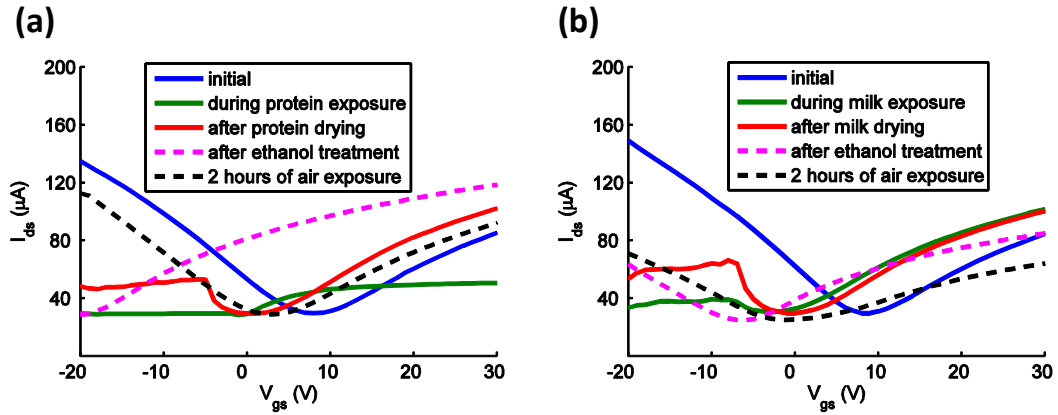 (a)
200
160
120
80
40
I_ds (μA)
initial
during protein exposure
after protein drying
after ethanol treatment
2 hours of air exposure
-20 -10 0 10 20 30
V_gs (V)
(b)
200
160
120
80
40
I_ds (μA)
initial
during milk exposure
after milk drying
after ethanol treatment
2 hours of air exposure
-20 -10 0 10 20 30
V_gs (V)